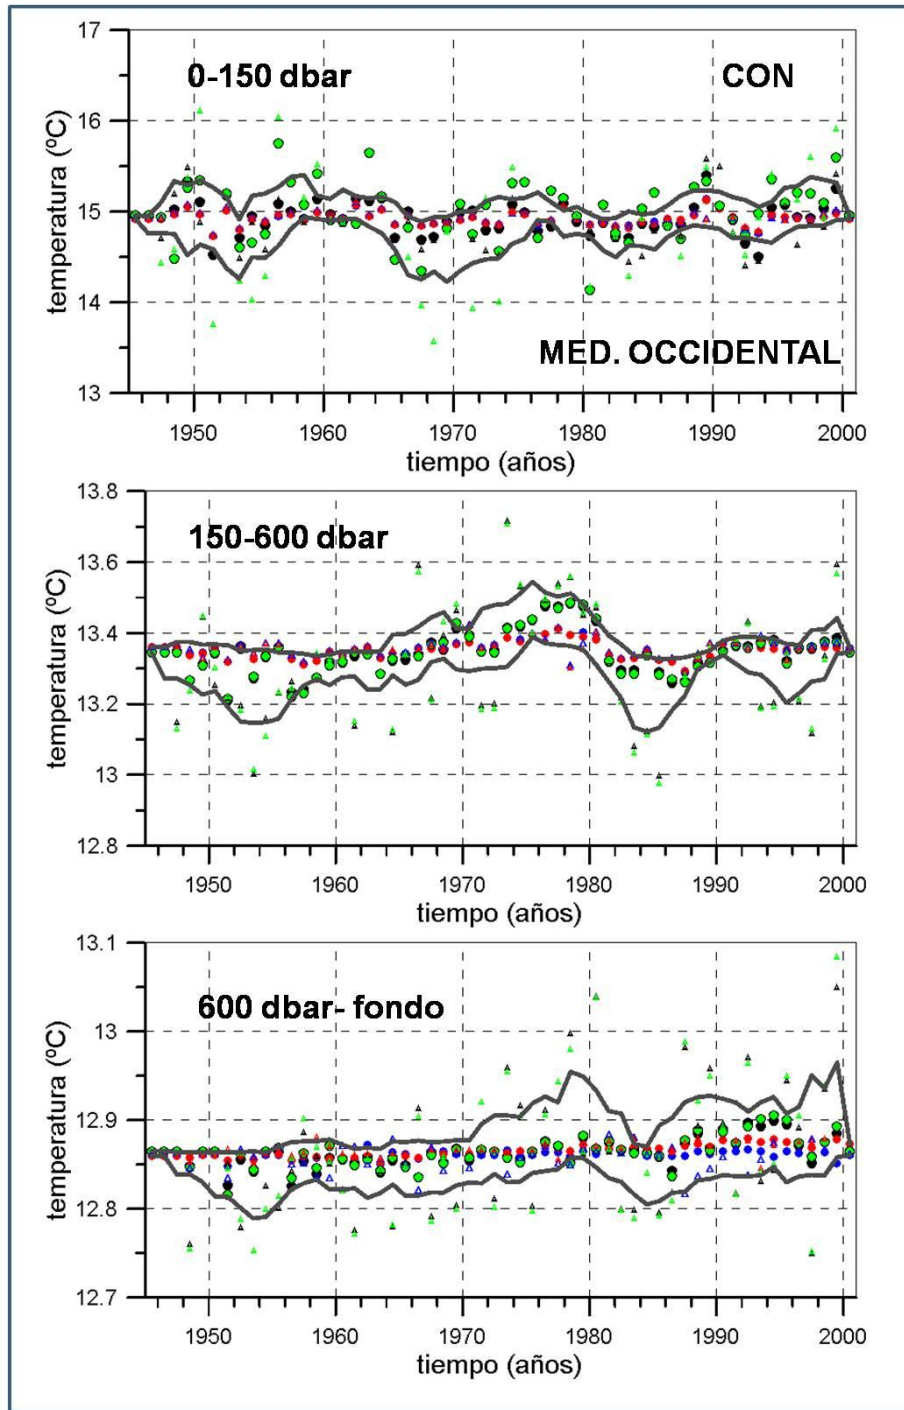 17
0-150 dbar
CON
16
15
14
13
temperatura (ºC)
MED. OCCIDENTAL
1950 1960 1970 1980 1990 2000
tiempo (años)
13.8
150-600 dbar
13.6
13.4
13.2
13
12.8
temperatura (ºC)
1950 1960 1970 1980 1990 2000
tiempo (años)
13.1
600 dbar- fondo
13
12.9
12.8
12.7
temperatura (ºC)
1950 1960 1970 1980 1990 2000
tiempo (años)